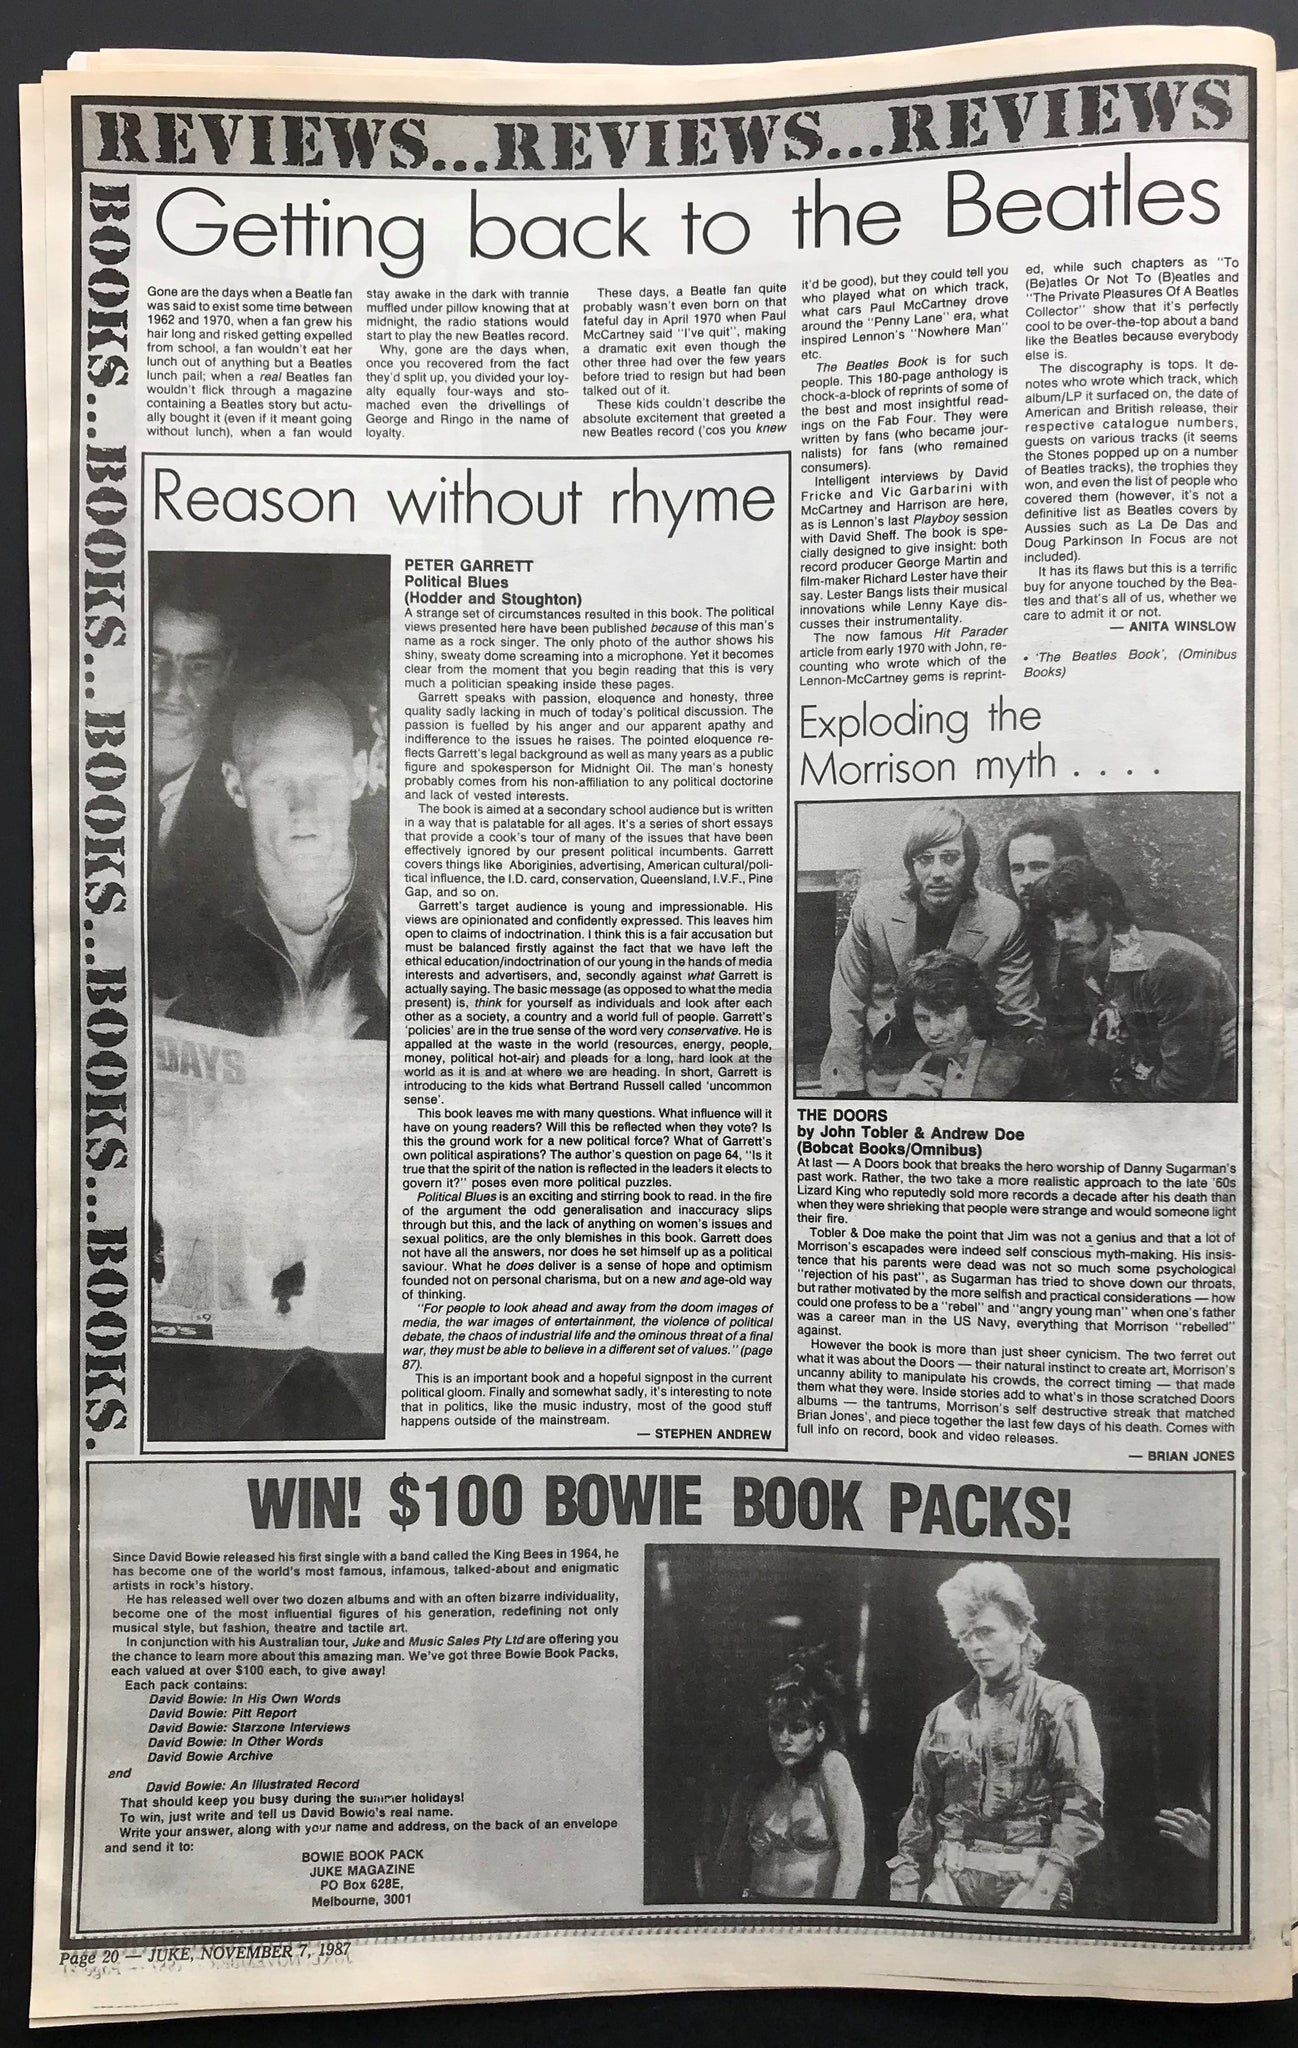 REVIEWS...REVIEWS...REVIEWS
BOOKS...BOOKS...BOOKS...BOOKS...BOOKS...BOOKS.
Getting back to the Beatles
Gone are the days when a Beatle fan
was said to exist some time between
1962 and 1970, when a fan grew his
hair long and risked getting expelled
from school, a fan wouldn't eat her
lunch out of anything but a Beatles
lunch pail; when a real Beatles fan
wouldn't flick through a magazine
containing a Beatles story but actu-
ally bought it (even if it meant going
without lunch), when a fan would
stay awake in the dark with trannie
muffled under pillow knowing that at
midnight, the radio stations would
start to play the new Beatles record.
Why, gone are the days when,
once you recovered from the fact
they'd split up, you divided your loy-
alty equally four-ways and sto-
mached even the drivellings of
George and Ringo in the name of
loyalty.
These days, a Beatle fan quite
probably wasn't even born on that
fateful day in April 1970 when Paul
McCartney said "I've quit", making
a dramatic exit even though the
other three had over the few years
before tried to resign but had been
talked out of it.
These kids couldn't describe the
absolute excitement that greeted a
new Beatles record ('cos you knew
it'd be good), but they could tell you
who played what on which track,
what cars Paul McCartney drove
around the "Penny Lane" era, what
inspired Lennon's "Nowhere Man"
etc.
The Beatles Book is for such
people. This 180-page anthology is
chock-a-block of reprints of some of
the best and most insightful read-
ings on the Fab Four. They were
written by fans (who became jour-
nalists) for fans (who remained
consumers).
Intelligent interviews by David
Fricke and Vic Garbarini with
McCartney and Harrison are here,
as is Lennon's last Playboy session
with David Sheff. The book is spe-
cially designed to give insight: both
record producer George Martin and
film-maker Richard Lester have their
say. Lester Bangs lists their musical
innovations while Lenny Kaye dis-
cusses their instrumentality.
The now famous Hit Parader
article from early 1970 with John, re-
counting who wrote which of the
Lennon-McCartney gems is reprint-
ed, while such chapters as "To
(Be)atles Or Not To (B)eatles and
"The Private Pleasures Of A Beatles
Collector" show that it's perfectly
cool to be over-the-top about a band
like the Beatles because everybody
else is.
The discography is tops. It de-
notes who wrote which track, which
album/LP it surfaced on, the date of
American and British release, their
respective catalogue numbers,
guests on various tracks (it seems
the Stones popped up on a number
of Beatles tracks), the trophies they
won, and even the list of people who
covered them (however, it's not a
definitive list as Beatles covers by
Aussies such as La De Das and
Doug Parkinson In Focus are not
included).
It has its flaws but this is a terrific
buy for anyone touched by the Bea-
tles and that's all of us, whether we
care to admit it or not.
— ANITA WINSLOW
• 'The Beatles Book', (Ominibus
Books)
Reason without rhyme
PETER GARRETT
Political Blues
(Hodder and Stoughton)
A strange set of circumstances resulted in this book. The political
views presented here have been published because of this man's
name as a rock singer. The only photo of the author shows his
shiny, sweaty dome screaming into a microphone. Yet it becomes
clear from the moment that you begin reading that this is very
much a politician speaking inside these pages.
Garrett speaks with passion, eloquence and honesty, three
quality sadly lacking in much of today's political discussion. The
passion is fuelled by his anger and our apparent apathy and
indifference to the issues he raises. The pointed eloquence re-
flects Garrett's legal background as well as many years as a public
figure and spokesperson for Midnight Oil. The man's honesty
probably comes from his non-affiliation to any political doctorine
and lack of vested interests.
The book is aimed at a secondary school audience but is written
in a way that is palatable for all ages. It's a series of short essays
that provide a cook's tour of many of the issues that have been
effectively ignored by our present political incumbents. Garrett
covers things like Aboriginies, advertising, American cultural/poli-
tical influence, the I.D. card, conservation, Queensland, I.V.F., Pine
Gap, and so on.
Garrett's target audience is young and impressionable. His
views are opinionated and confidently expressed. This leaves him
open to claims of indoctrination. I think this is a fair accusation but
must be balanced firstly against the fact that we have left the
ethical education/indoctrination of our young in the hands of media
interests and advertisers, and, secondly against what Garrett is
actually saying. The basic message (as opposed to what the media
present) is, think for yourself as individuals and look after each
other as a society, a country and a world full of people. Garrett's
'policies' are in the true sense of the word very conservative. He is
appalled at the waste in the world (resources, energy, people,
money, political hot-air) and pleads for a long, hard look at the
world as it is and at where we are heading. In short, Garrett is
introducing to the kids what Bertrand Russell called 'uncommon
sense'.
This book leaves me with many questions. What influence will it
have on young readers? Will this be reflected when they vote? Is
this the ground work for a new political force? What of Garrett's
own political aspirations? The author's question on page 64, "Is it
true that the spirit of the nation is reflected in the leaders it elects to
govern it?" poses even more political puzzles.
Political Blues is an exciting and stirring book to read. In the fire
of the argument the odd generalisation and inaccuracy slips
through but this, and the lack of anything on women's issues and
sexual politics, are the only blemishes in this book. Garrett does
not have all the answers, nor does he set himself up as a political
saviour. What he does deliver is a sense of hope and optimism
founded not on personal charisma, but on a new and age-old way
of thinking.
"For people to look ahead and away from the doom images of
media, the war images of entertainment, the violence of political
debate, the chaos of industrial life and the ominous threat of a final
war, they must be able to believe in a different set of values." (page
87).
This is an important book and a hopeful signpost in the current
political gloom. Finally and somewhat sadly, it's interesting to note
that in politics, like the music industry, most of the good stuff
happens outside of the mainstream.
— STEPHEN ANDREW
Exploding the
Morrison myth . . . .
THE DOORS
by John Tobler & Andrew Doe
(Bobcat Books/Omnibus)
At last — A Doors book that breaks the hero worship of Danny Sugarman's
past work. Rather, the two take a more realistic approach to the late '60s
Lizard King who reputedly sold more records a decade after his death than
when they were shrieking that people were strange and would someone light
their fire.
Tobler & Doe make the point that Jim was not a genius and that a lot of
Morrison's escapades were indeed self conscious myth-making. His insis-
tence that his parents were dead was not so much some psychological
"rejection of his past", as Sugarman has tried to shove down our throats,
but rather motivated by the more selfish and practical considerations — how
could one profess to be a "rebel" and "angry young man" when one's father
was a career man in the US Navy, everything that Morrison "rebelled"
against.
However the book is more than just sheer cynicism. The two ferret out
what it was about the Doors — their natural instinct to create art, Morrison's
uncanny ability to manipulate his crowds, the correct timing — that made
them what they were. Inside stories add to what's in those scratched Doors
albums — the tantrums, Morrison's self destructive streak that matched
Brian Jones', and piece together the last few days of his death. Comes with
full info on record, book and video releases.
— BRIAN JONES
WIN! $100 BOWIE BOOK PACKS!
Since David Bowie released his first single with a band called the King Bees in 1964, he
has become one of the world's most famous, infamous, talked-about and enigmatic
artists in rock's history.
He has released well over two dozen albums and with an often bizarre individuality,
become one of the most influential figures of his generation, redefining not only
musical style, but fashion, theatre and tactile art.
In conjunction with his Australian tour, Juke and Music Sales Pty Ltd are offering you
the chance to learn more about this amazing man. We've got three Bowie Book Packs,
each valued at over $100 each, to give away!
Each pack contains:
David Bowie: In His Own Words
David Bowie: Pitt Report
David Bowie: Starzone Interviews
David Bowie: In Other Words
David Bowie Archive
and
David Bowie: An Illustrated Record
That should keep you busy during the summer holidays!
To win, just write and tell us David Bowie's real name.
Write your answer, along with your name and address, on the back of an envelope
and send it to:
BOWIE BOOK PACK
JUKE MAGAZINE
PO Box 628E,
Melbourne, 3001
Page 20 — JUKE, NOVEMBER 7, 1987